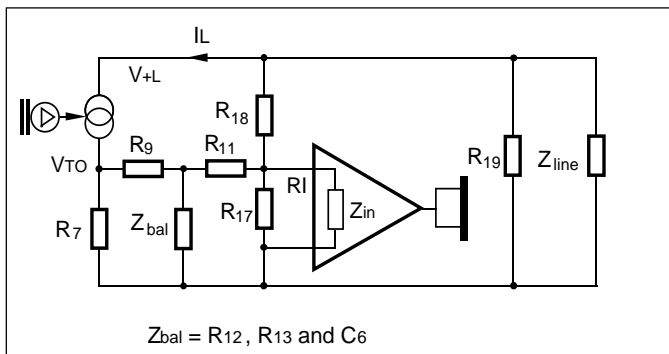 IL
V+L
R18
R9
R11
VTO
RI
R19
Zline
R7
Zbal
R17
Zin
Zbal = R12 , R13 and C6